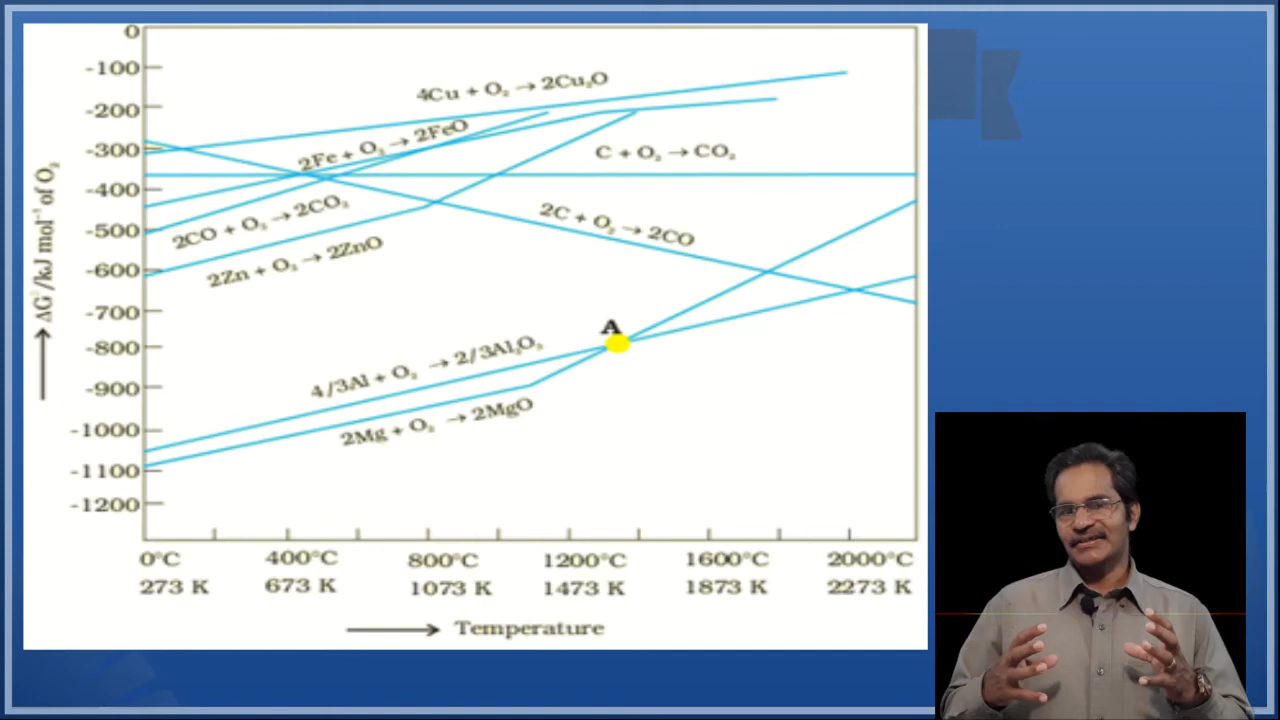 0
-100
-200
-300
-400
-500
-600
-700
-800
-900
-1000
-1100
-1200
ΔG°/kJ mol⁻¹ of O₂
4Cu + O₂ → 2Cu₂O
2Fe + O₂ → 2FeO
C + O₂ → CO₂
2CO + O₂ → 2CO₂
2C + O₂ → 2CO
2Zn + O₂ → 2ZnO
A
4/3Al + O₂ → 2/3Al₂O₃
2Mg + O₂ → 2MgO
0°C 400°C 800°C 1200°C 1600°C 2000°C
273 K 673 K 1073 K 1473 K 1873 K 2273 K
Temperature